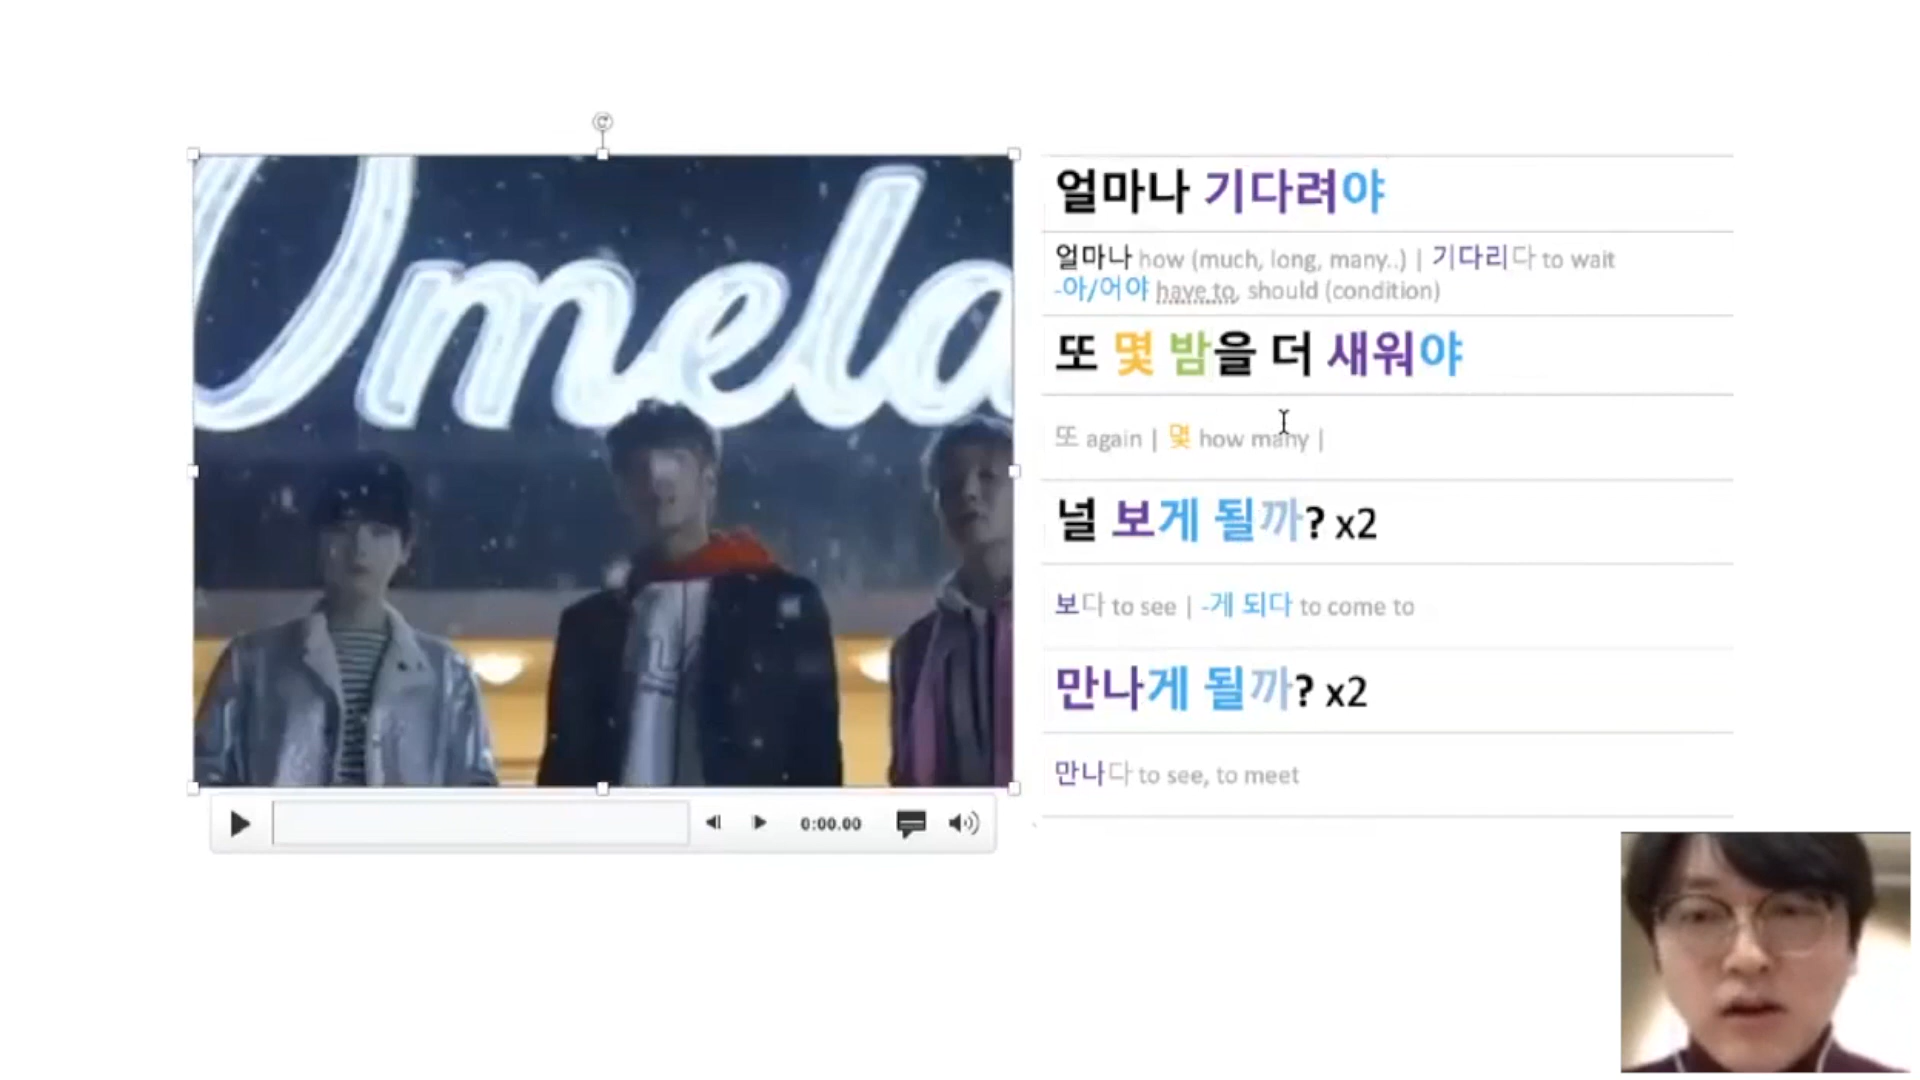 Omela
얼마나 기다려야
얼마나 how (much, long, many..) | 기다리다 to wait
-아/어야 have to, should (condition)
또 몇 밤을 더 새워야
또 again | 몇 how many |
널 보게 될까? x2
보다 to see | -게 되다 to come to
만나게 될까? x2
만나다 to see, to meet
0:00.00